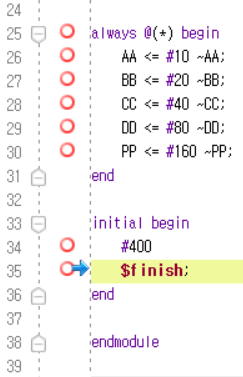 24
25 always @(*) begin
26 AA <= #10 ~AA;
27 BB <= #20 ~BB;
28 CC <= #40 ~CC;
29 DD <= #80 ~DD;
30 PP <= #160 ~PP;
31 end
32
33 initial begin
34 #400
35 $finish;
36 end
37
38 endmodule
39